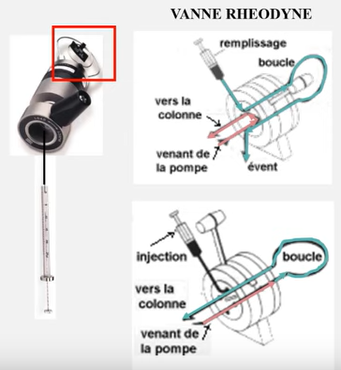 VANNE RHEODYNE
remplissage
boucle
vers la
colonne
venant de
la pompe
évent
injection
boucle
vers la
colonne
venant de
la pompe